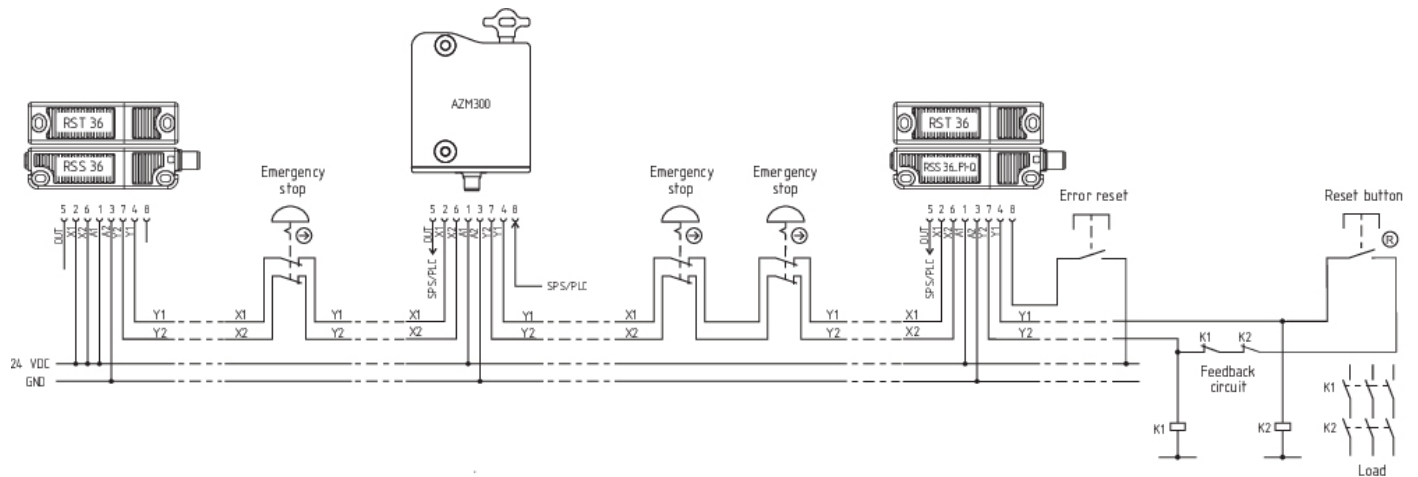 AZM300
RST 36
RSS 36
RST 36
RSS 36_PI-Q
Emergency
stop
Emergency
stop
Emergency
stop
Error reset
Reset button
R
5 2 6 1 3 7 4 8
OUT X1 X2 A1 A2 Y2 Y1
5 2 6 1 3 7 4 8
OUT X1 X2 A1 A2 Y2 Y1
5 2 6 1 3 7 4 8
OUT X1 X2 A1 A2 Y2 Y1
SPS/PLC
SPS/PLC
SPS/PLC
Y1 X1 Y1 X1 Y1 X1 Y1 X1 Y1
Y2 X2 Y2 X2 Y2 X2 Y2 X2 Y2
24 VDC
GND
K1 K2
Feedback
circuit
K1
K2
K1
K2
Load